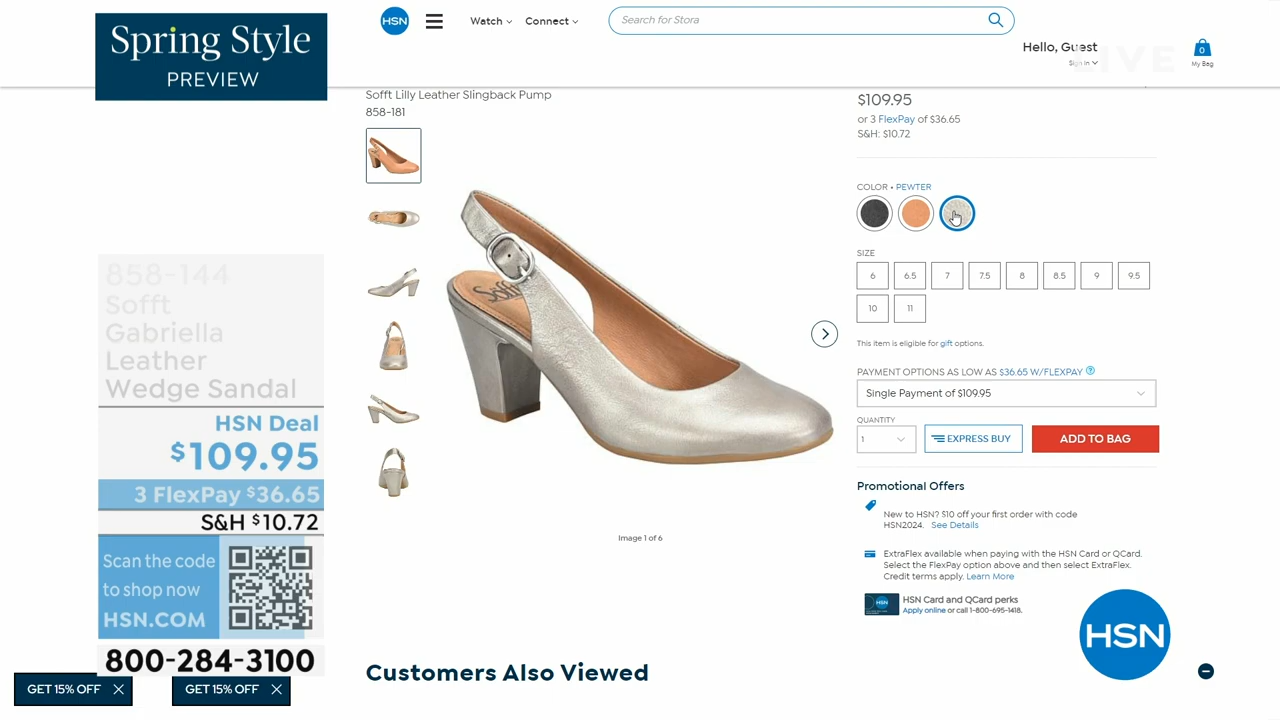 Spring Style
PREVIEW
HSN
Watch
Connect
Search for Stora
Hello, Guest
Sign In
LIVE
0
My Bag
Sofft Lilly Leather Slingback Pump
858-181
$109.95
or 3 FlexPay of $36.65
S&H: $10.72
COLOR • PEWTER
SIZE
6 6.5 7 7.5 8 8.5 9 9.5
10 11
This item is eligible for gift options.
PAYMENT OPTIONS AS LOW AS $36.65 W/FLEXPAY ?
Single Payment of $109.95
QUANTITY
1
EXPRESS BUY
ADD TO BAG
Promotional Offers
New to HSN? $10 off your first order with code
HSN2024. See Details
ExtraFlex available when paying with the HSN Card or QCard.
Select the FlexPay option above and then select ExtraFlex.
Credit terms apply. Learn More
HSN
HSN Card and QCard perks
Apply online or call 1-800-695-1418.
Söfft
Image 1 of 6
858-144
Sofft
Gabriella
Leather
Wedge Sandal
HSN Deal
$109.95
3 FlexPay $36.65
S&H $10.72
Scan the code
to shop now
HSN.COM
800-284-3100
GET 15% OFF
GET 15% OFF
Customers Also Viewed
HSN